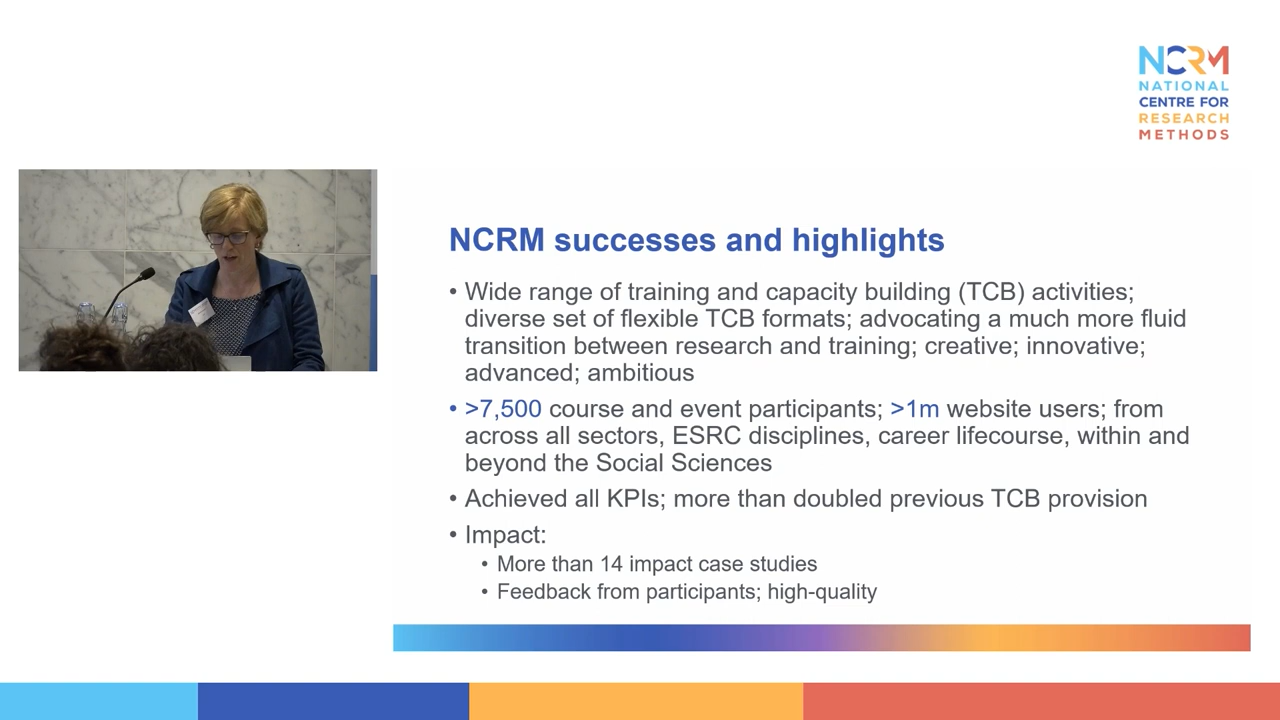 NCRM
NATIONAL
CENTRE FOR
RESEARCH
METHODS
NCRM successes and highlights
• Wide range of training and capacity building (TCB) activities;
diverse set of flexible TCB formats; advocating a much more fluid
transition between research and training; creative; innovative;
advanced; ambitious
• >7,500 course and event participants; >1m website users; from
across all sectors, ESRC disciplines, career lifecourse, within and
beyond the Social Sciences
• Achieved all KPIs; more than doubled previous TCB provision
• Impact:
• More than 14 impact case studies
• Feedback from participants; high-quality